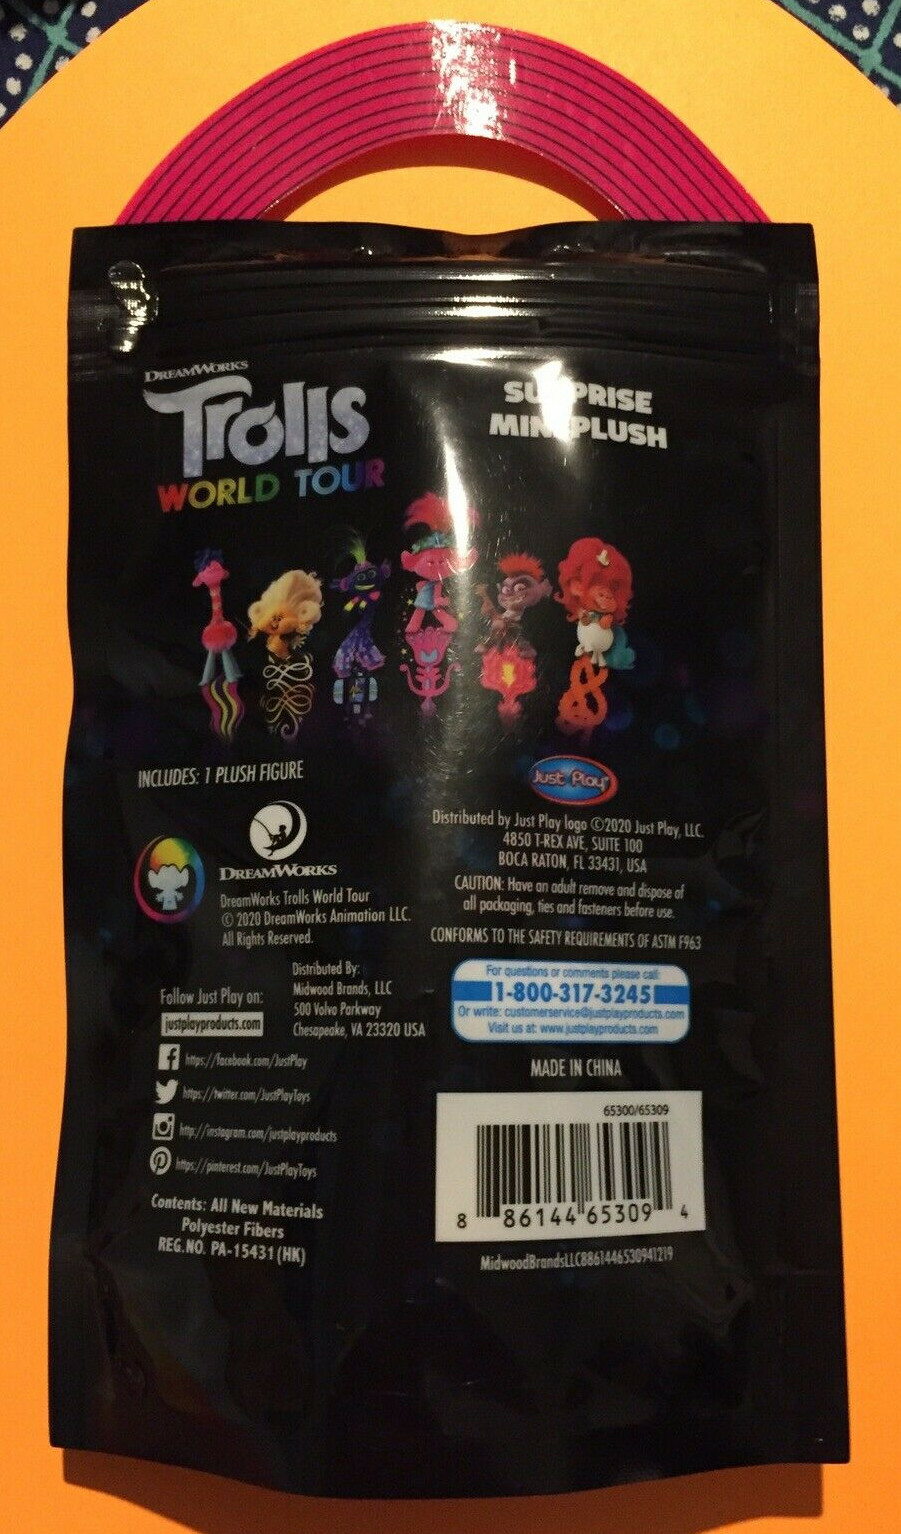 DREAMWORKS
Trolls
WORLD TOUR
SURPRISE
MINI PLUSH
INCLUDES: 1 PLUSH FIGURE
DREAMWORKS
DreamWorks Trolls World Tour
© 2020 DreamWorks Animation LLC.
All Rights Reserved.
Just Play
Distributed by Just Play logo ©2020 Just Play, LLC.
4850 T-REX AVE, SUITE 100
BOCA RATON, FL 33431, USA
CAUTION: Have an adult remove and dispose of
all packaging, ties and fasteners before use.
CONFORMS TO THE SAFETY REQUIREMENTS OF ASTM F963
Distributed By:
Midwood Brands, LLC
500 Volvo Parkway
Chesapeake, VA 23320 USA
Follow Just Play on:
justplayproducts.com
https://facebook.com/JustPlay
https://twitter.com/JustPlayToys
http://instagram.com/justplayproducts
https://pinterest.com/JustPlayToys
For questions or comments please call:
1-800-317-3245
Or write: customerservice@justplayproducts.com
Visit us at: www.justplayproducts.com
MADE IN CHINA
Contents: All New Materials
Polyester Fibers
REG.NO. PA-15431 (HK)
65300/65309
8 86144 65309 4
MidwoodBrandsLLC8861446530941219